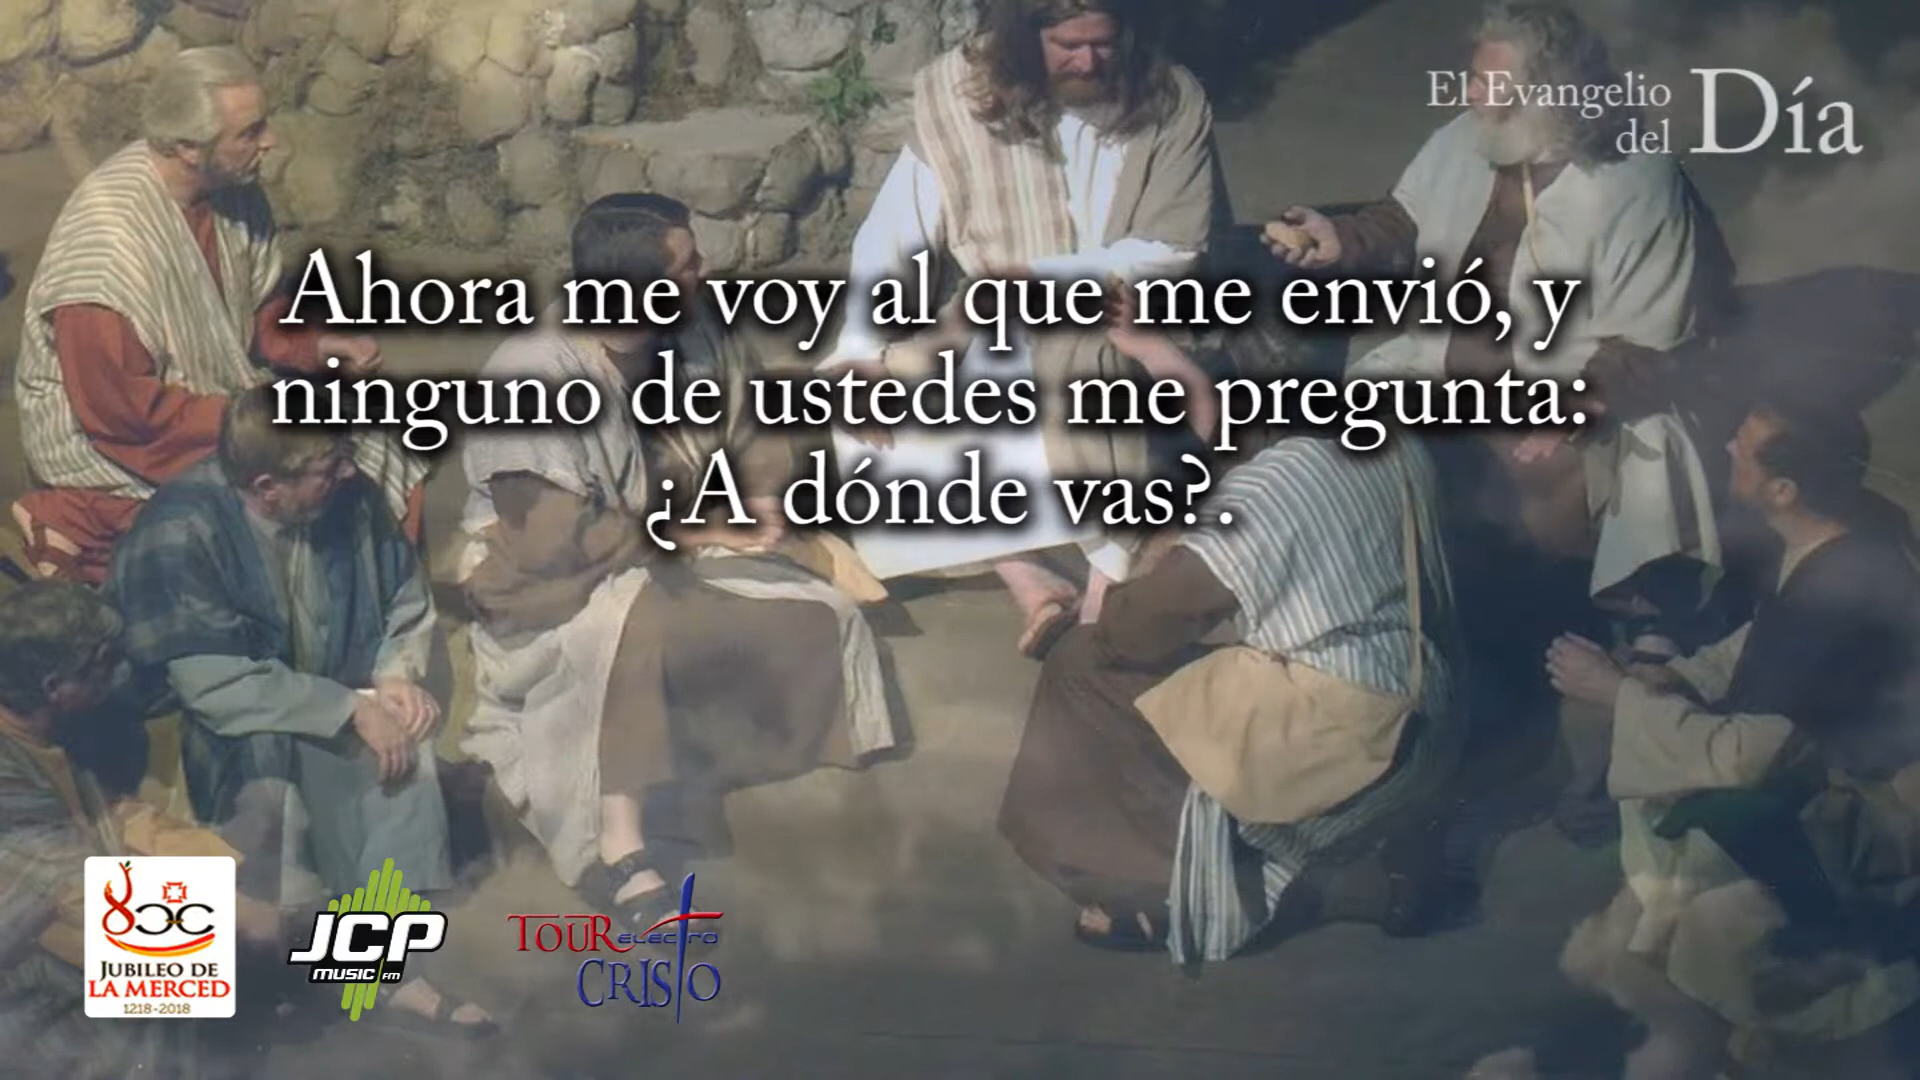 El Evangelio
del Día
Ahora me voy al que me envió, y
ninguno de ustedes me pregunta:
¿A dónde vas?.
JUBILEO DE
LA MERCED
1218-2018
JCP
MUSIC FM
TOUR electro
CRISTO